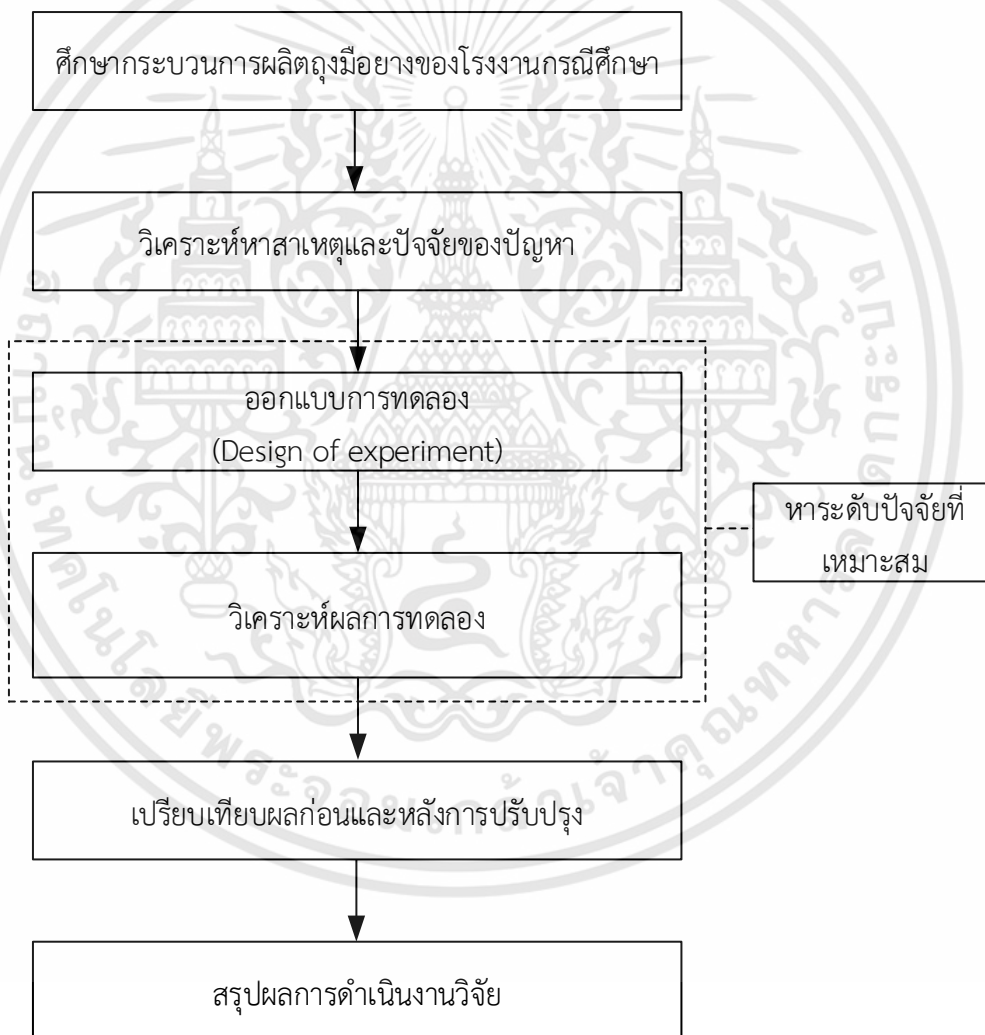 ศึกษากระบวนการผลิตถุงมือยางของโรงงานกรณีศึกษา
วิเคราะห์หาสาเหตุและปัจจัยของปัญหา
ออกแบบการทดลอง
(Design of experiment)
หาระดับปัจจัยที่
เหมาะสม
วิเคราะห์ผลการทดลอง
เปรียบเทียบผลก่อนและหลังการปรับปรุง
สรุปผลการดำเนินงานวิจัย